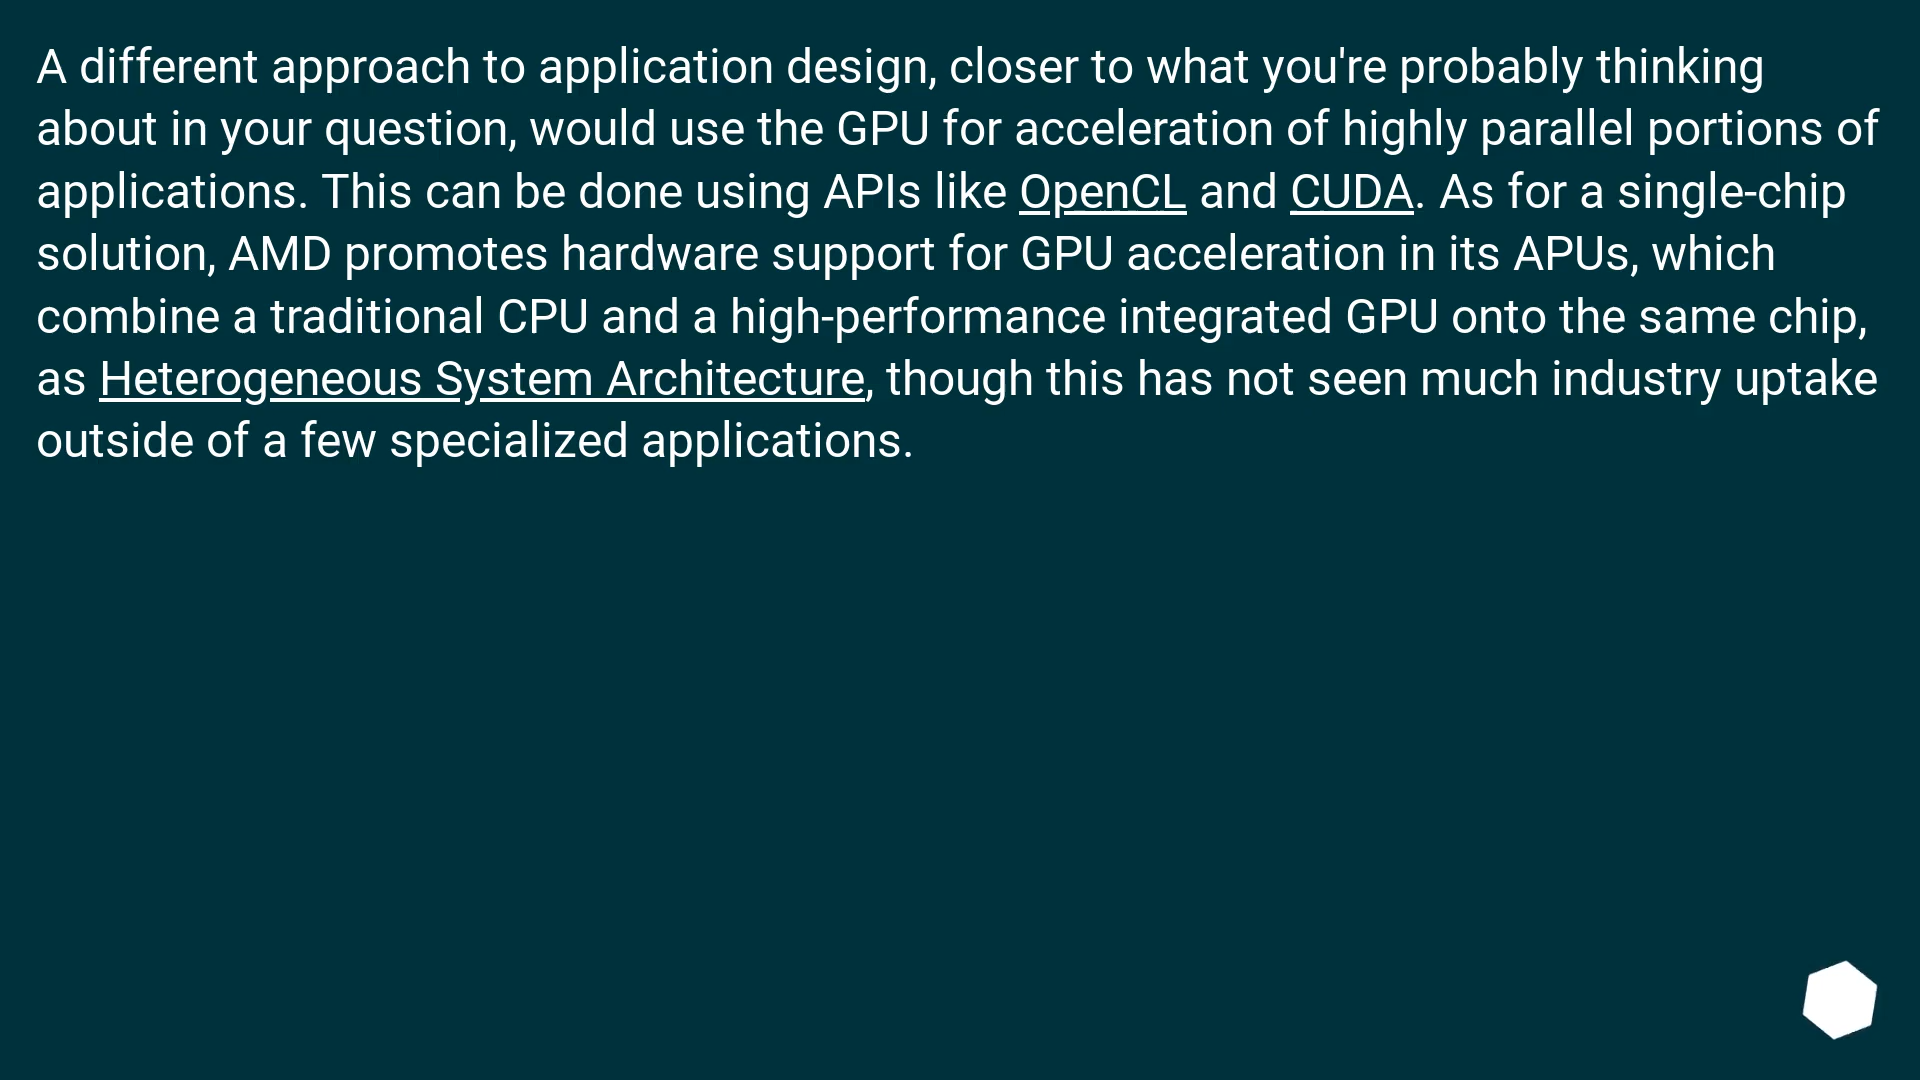 A different approach to application design, closer to what you're probably thinking
about in your question, would use the GPU for acceleration of highly parallel portions of
applications. This can be done using APIs like OpenCL and CUDA. As for a single-chip
solution, AMD promotes hardware support for GPU acceleration in its APUs, which
combine a traditional CPU and a high-performance integrated GPU onto the same chip,
as Heterogeneous System Architecture, though this has not seen much industry uptake
outside of a few specialized applications.